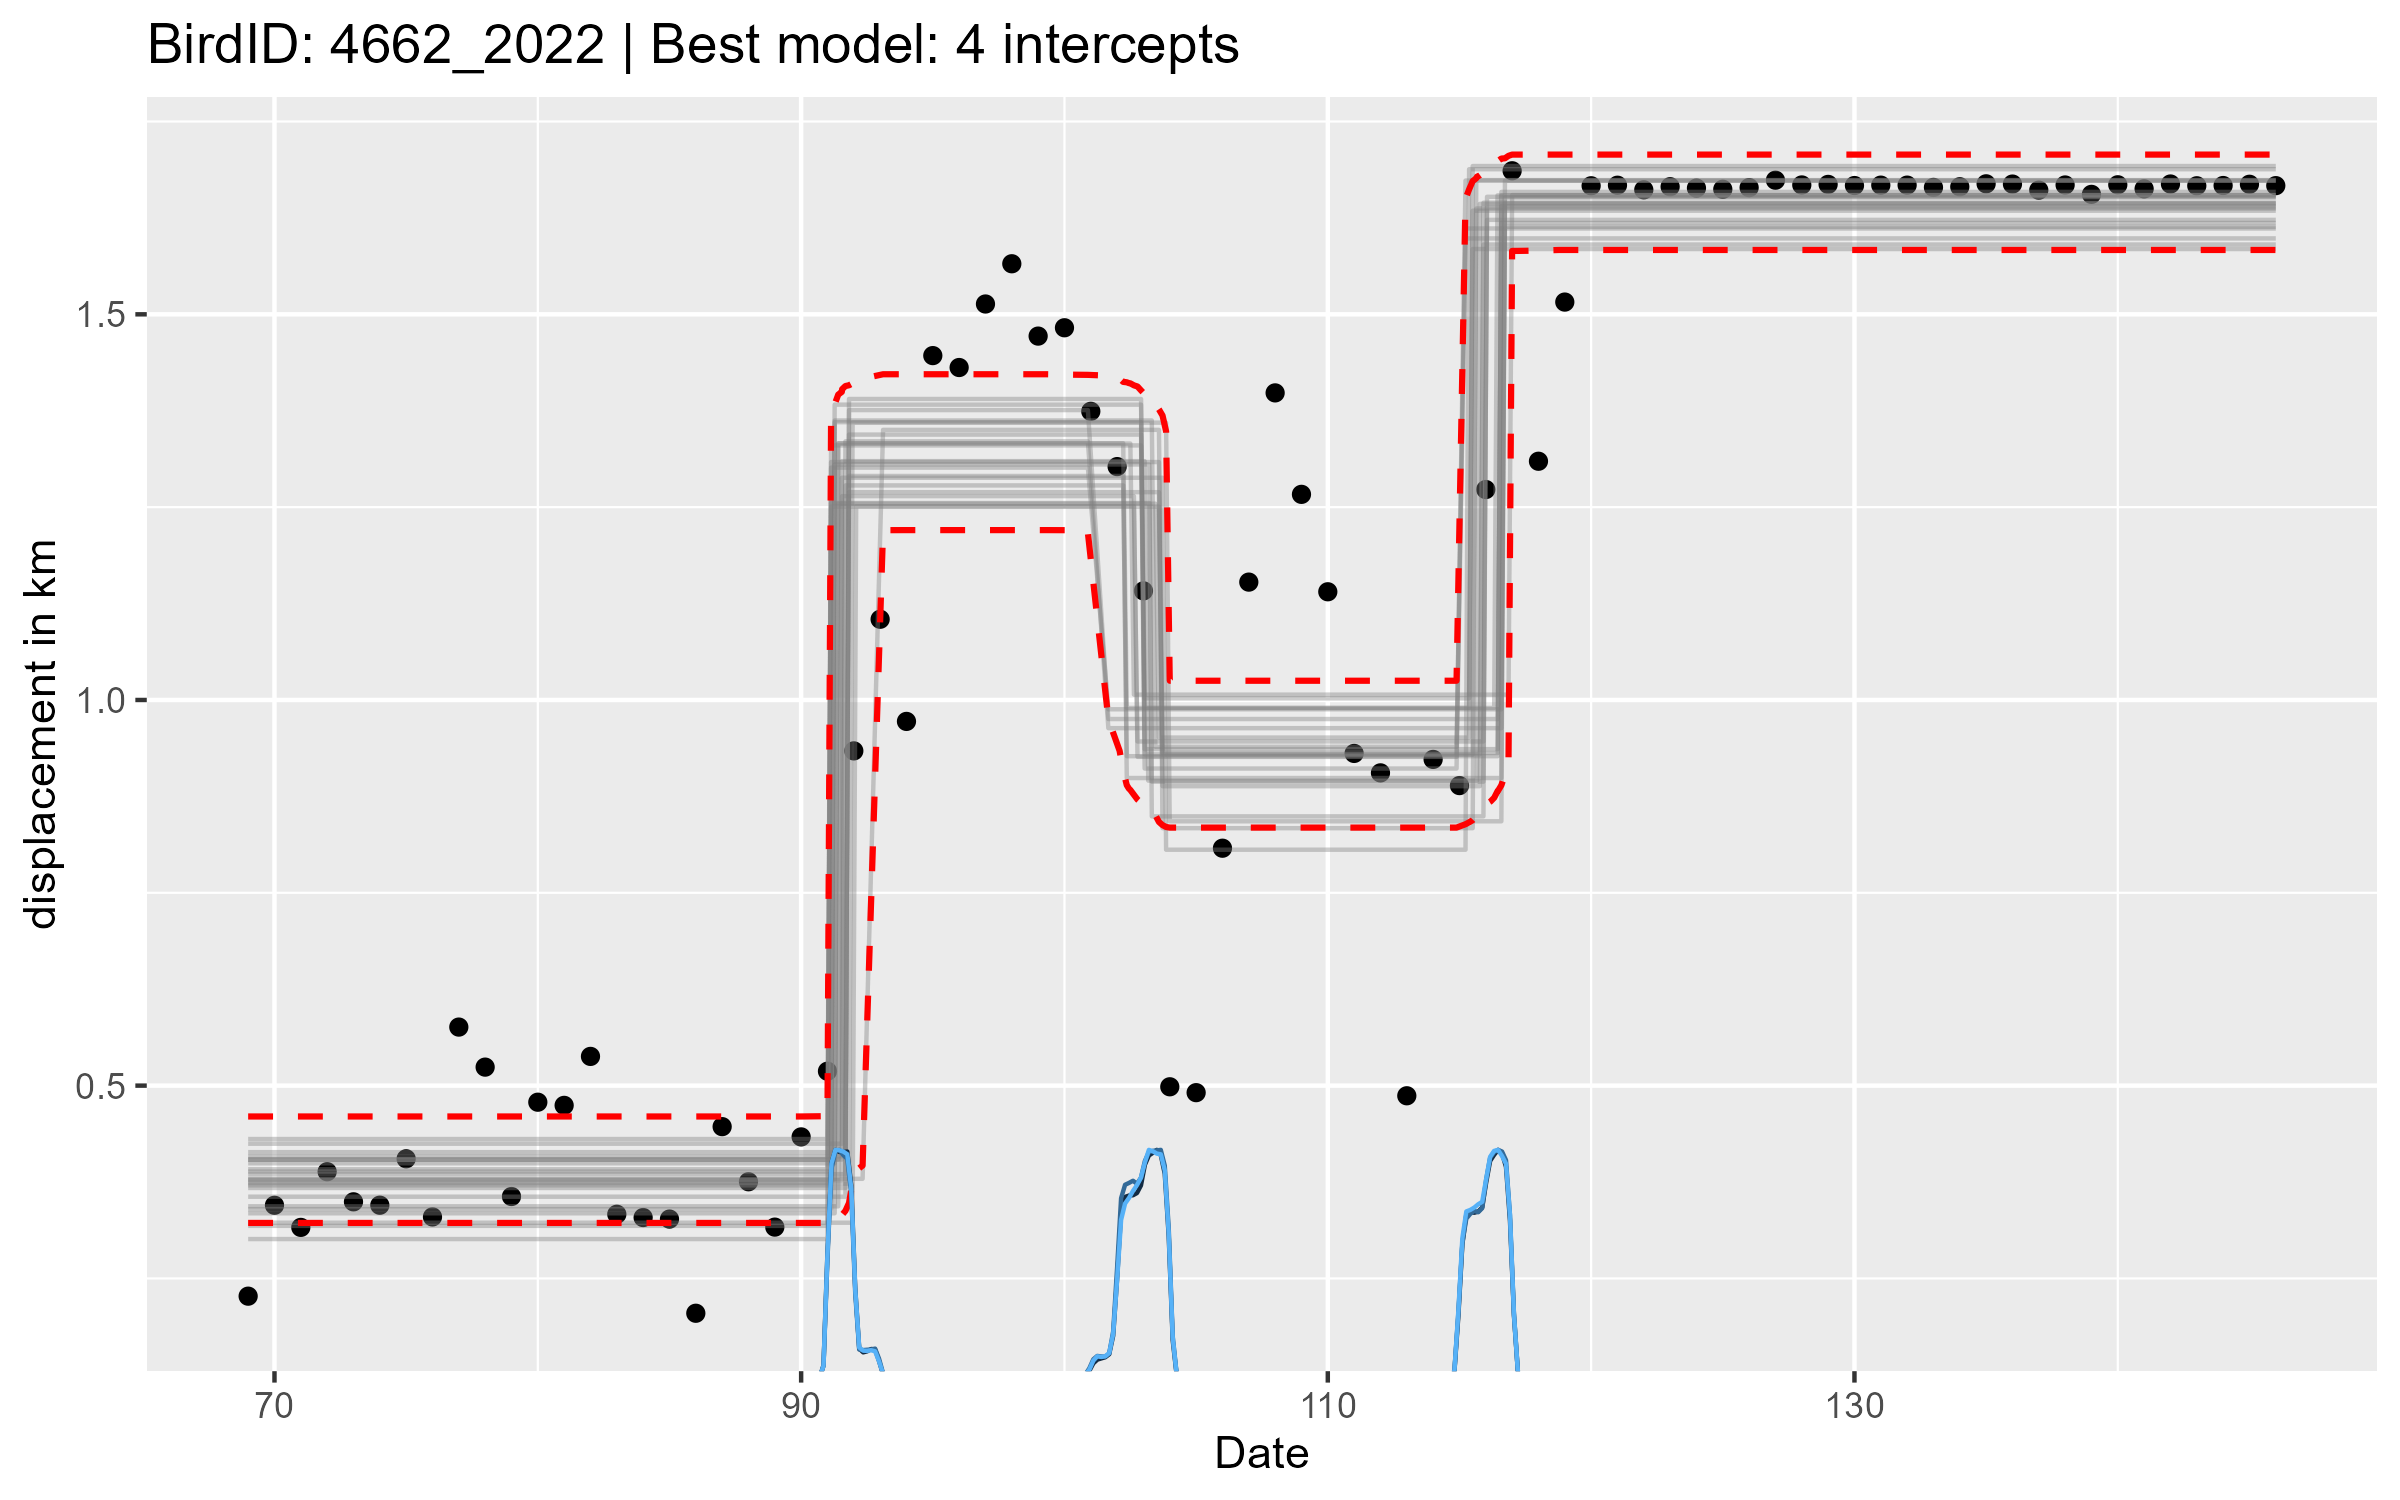 BirdID: 4662_2022 | Best model: 4 intercepts
displacement in km
1.5
1.0
0.5
70
90
110
130
Date